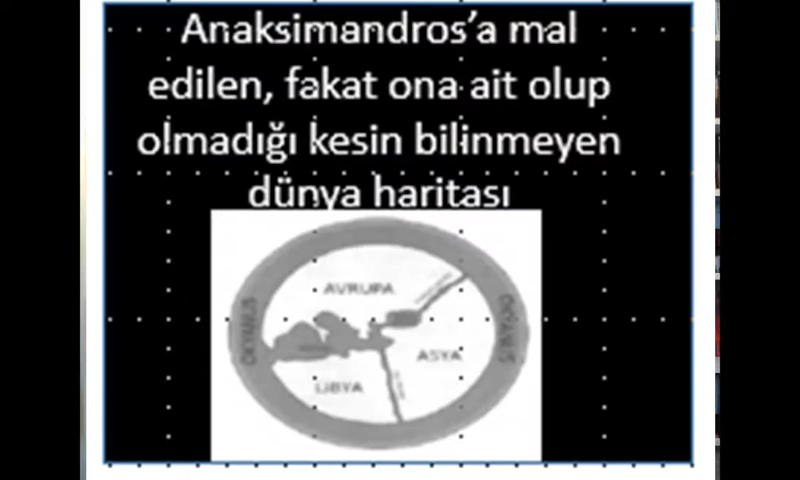 Anaksimandros'a mal
edilen, fakat ona ait olup
olmadığı kesin bilinmeyen
dünya haritası
AVRUPA
OKYANUS
OKYANUS
ASYA
LİBYA